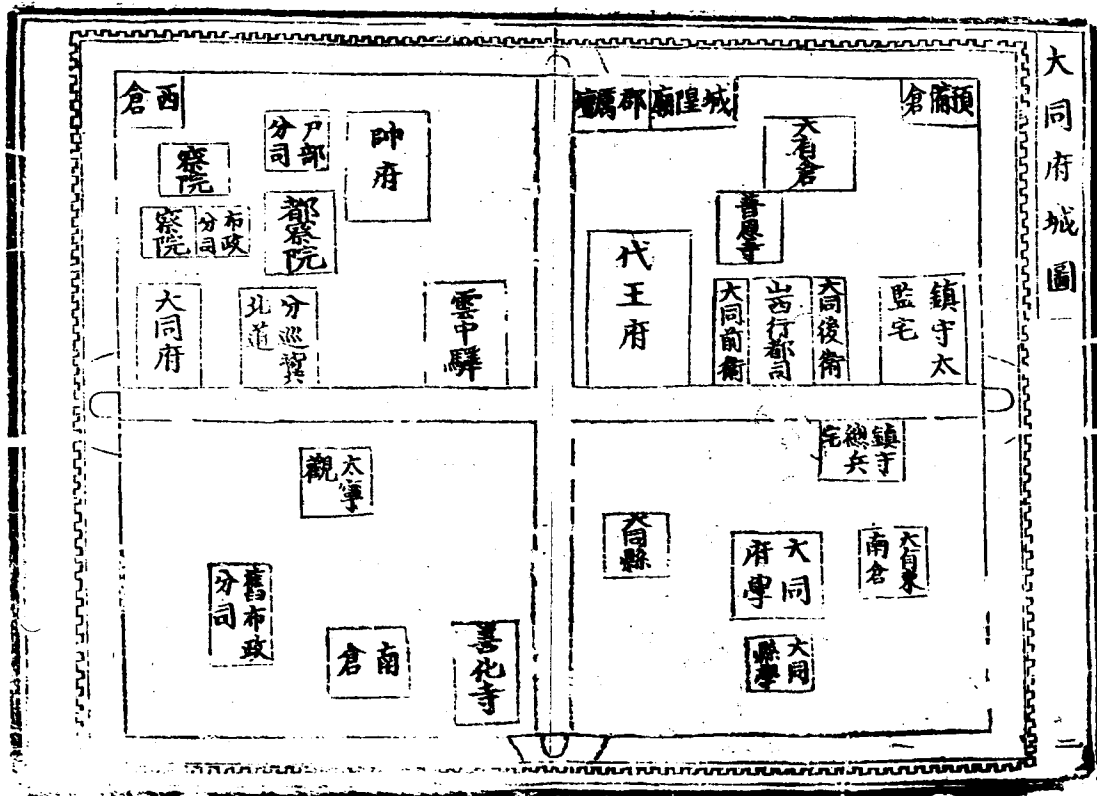 大同府城圖
預備倉
城隍廟
郡厲壇
大有倉
善恩寺
代王府
大同前衛
山西行都司
大同後衛
鎮守太
監宅
帥府
戶部
分司
西倉
察院
都察院
布政
分司
察院
大同府
分巡冀
北道
雲中驛
鎮守
總兵
宅
大同縣
大同
府學
大有東
南倉
大同
縣學
太寧
觀
舊布政
分司
南倉
善化寺
二